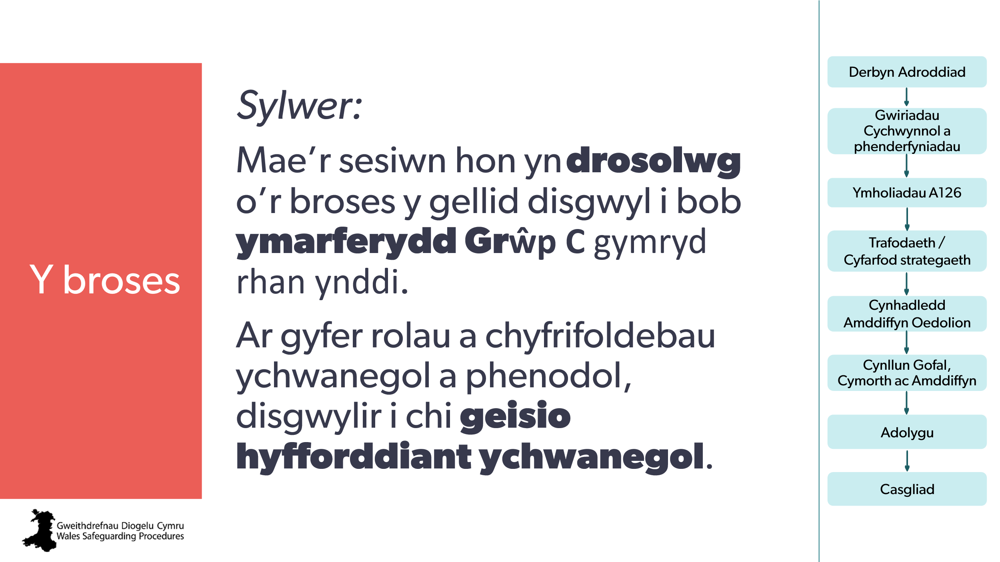 Y broses
Sylwer:
Mae’r sesiwn hon yn drosolwg
o’r broses y gellid disgwyl i bob
ymarferydd Grŵp C gymryd
rhan ynddi.
Ar gyfer rolau a chyfrifoldebau
ychwanegol a phenodol,
disgwylir i chi geisio
hyfforddiant ychwanegol.
Derbyn Adroddiad
Gwiriadau
Cychwynnol a
phenderfyniadau
Ymholiadau A126
Trafodaeth /
Cyfarfod strategaeth
Cynhadledd
Amddiffyn Oedolion
Cynllun Gofal,
Cymorth ac Amddiffyn
Adolygu
Casgliad
Gweithdrefnau Diogelu Cymru
Wales Safeguarding Procedures